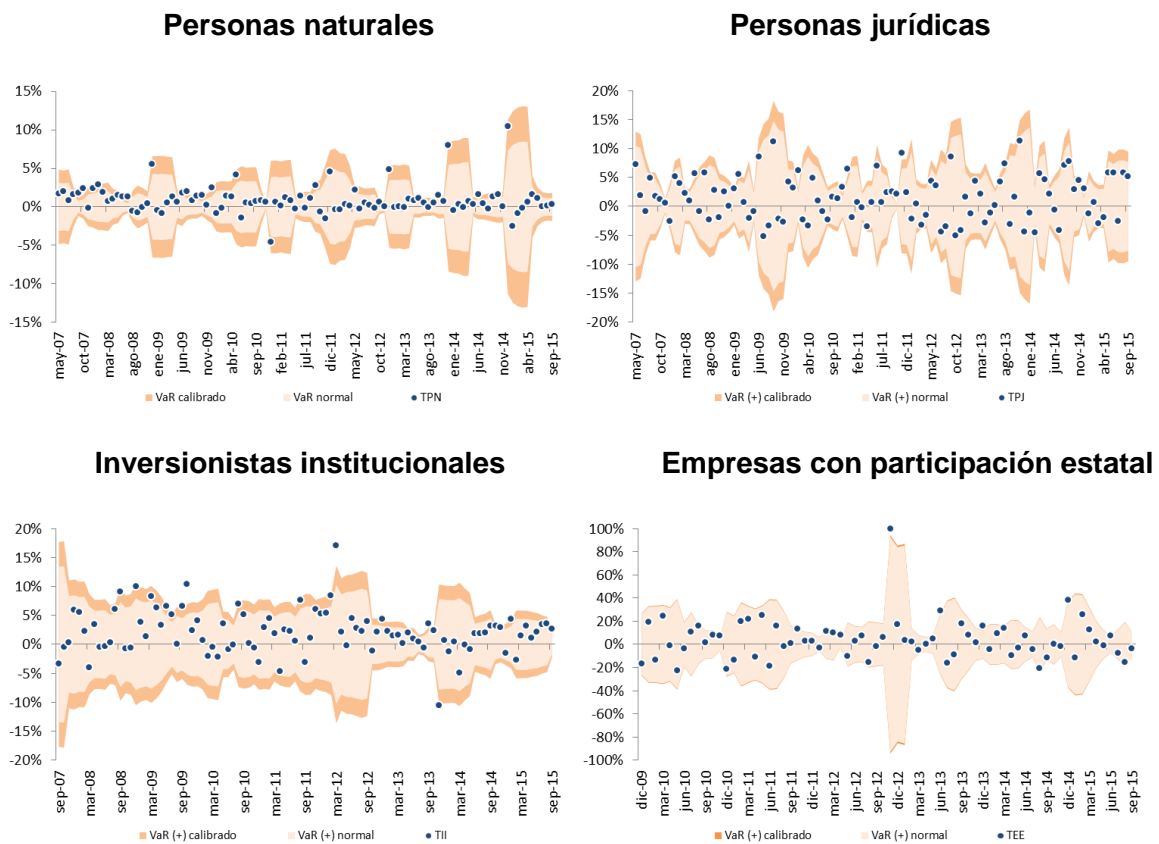 Personas naturales
15%
10%
5%
0%
-5%
-10%
-15%
may-07
oct-07
mar-08
ago-08
ene-09
jun-09
nov-09
abr-10
sep-10
feb-11
jul-11
dic-11
may-12
oct-12
mar-13
ago-13
ene-14
jun-14
nov-14
abr-15
sep-15
VaR calibrado VaR normal TPN
Personas jurídicas
20%
15%
10%
5%
0%
-5%
-10%
-15%
-20%
may-07
oct-07
mar-08
ago-08
ene-09
jun-09
nov-09
abr-10
sep-10
feb-11
jul-11
dic-11
may-12
oct-12
mar-13
ago-13
ene-14
jun-14
nov-14
abr-15
sep-15
VaR (+) calibrado VaR (+) normal TPJ
Inversionistas institucionales
20%
15%
10%
5%
0%
-5%
-10%
-15%
-20%
sep-07
mar-08
sep-08
mar-09
sep-09
mar-10
sep-10
mar-11
sep-11
mar-12
sep-12
mar-13
sep-13
mar-14
sep-14
mar-15
sep-15
VaR (+) calibrado VaR (+) normal TII
Empresas con participación estatal
100%
80%
60%
40%
20%
0%
-20%
-40%
-60%
-80%
-100%
dic-09
mar-10
jun-10
sep-10
dic-10
mar-11
jun-11
sep-11
dic-11
mar-12
jun-12
sep-12
dic-12
mar-13
jun-13
sep-13
dic-13
mar-14
jun-14
sep-14
dic-14
mar-15
jun-15
sep-15
VaR (+) calibrado VaR (+) normal TEE